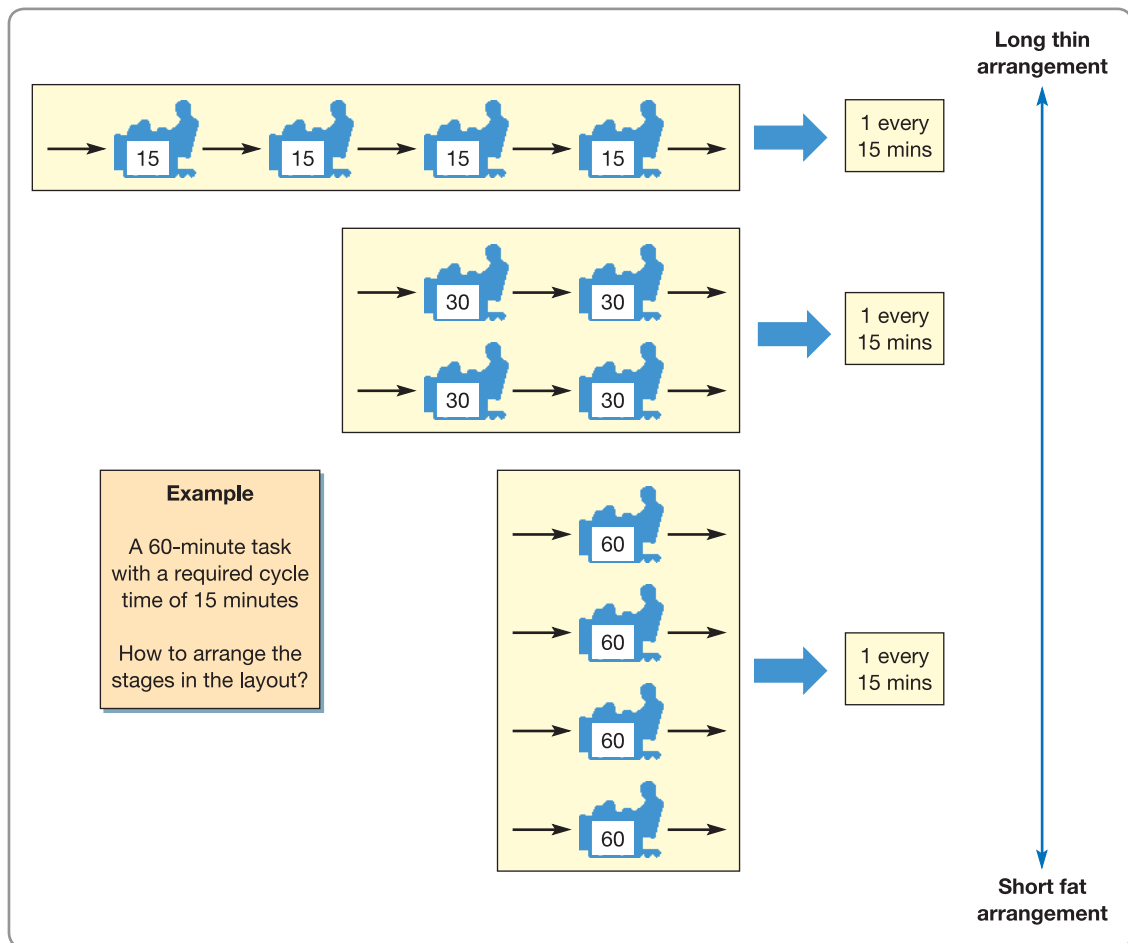 Long thin
arrangement
15
15
15
15
1 every
15 mins
30
30
30
30
1 every
15 mins
Example
A 60-minute task
with a required cycle
time of 15 minutes
How to arrange the
stages in the layout?
60
60
60
60
1 every
15 mins
Short fat
arrangement